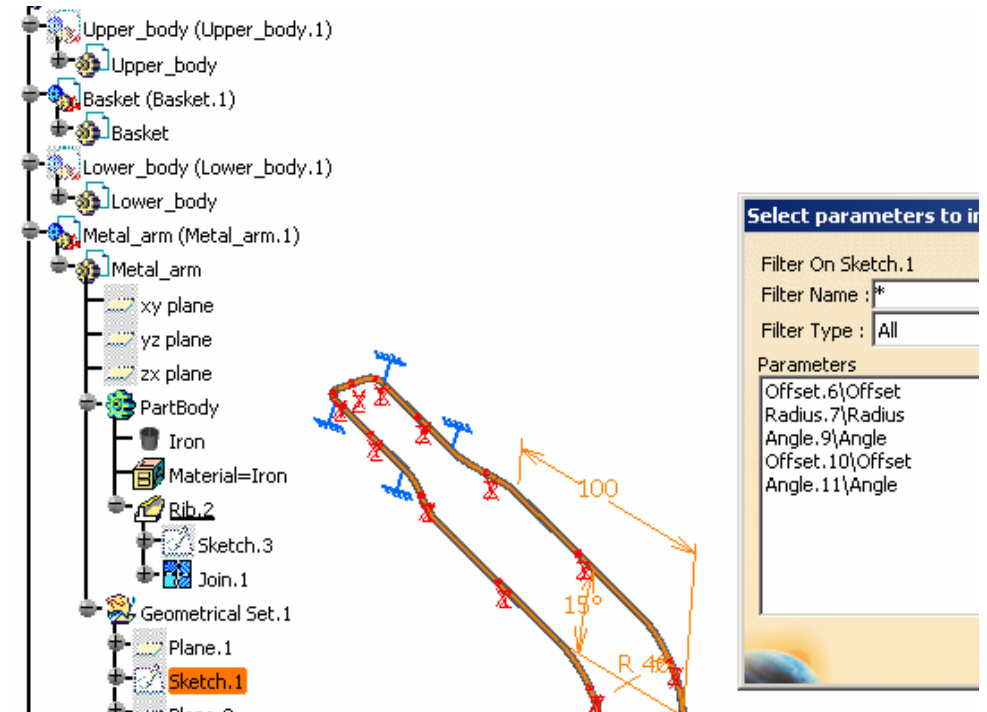 Upper_body (Upper_body.1)
Upper_body
Basket (Basket.1)
Basket
Lower_body (Lower_body.1)
Lower_body
Metal_arm (Metal_arm.1)
Metal_arm
xy plane
yz plane
zx plane
PartBody
Iron
Material=Iron
Rib.2
Sketch.3
Join.1
Geometrical Set.1
Plane.1
Sketch.1
100
15°
R
Select parameters to
Filter On Sketch.1
Filter Name : *
Filter Type : All
Parameters
Offset.6\Offset
Radius.7\Radius
Angle.9\Angle
Offset.10\Offset
Angle.11\Angle